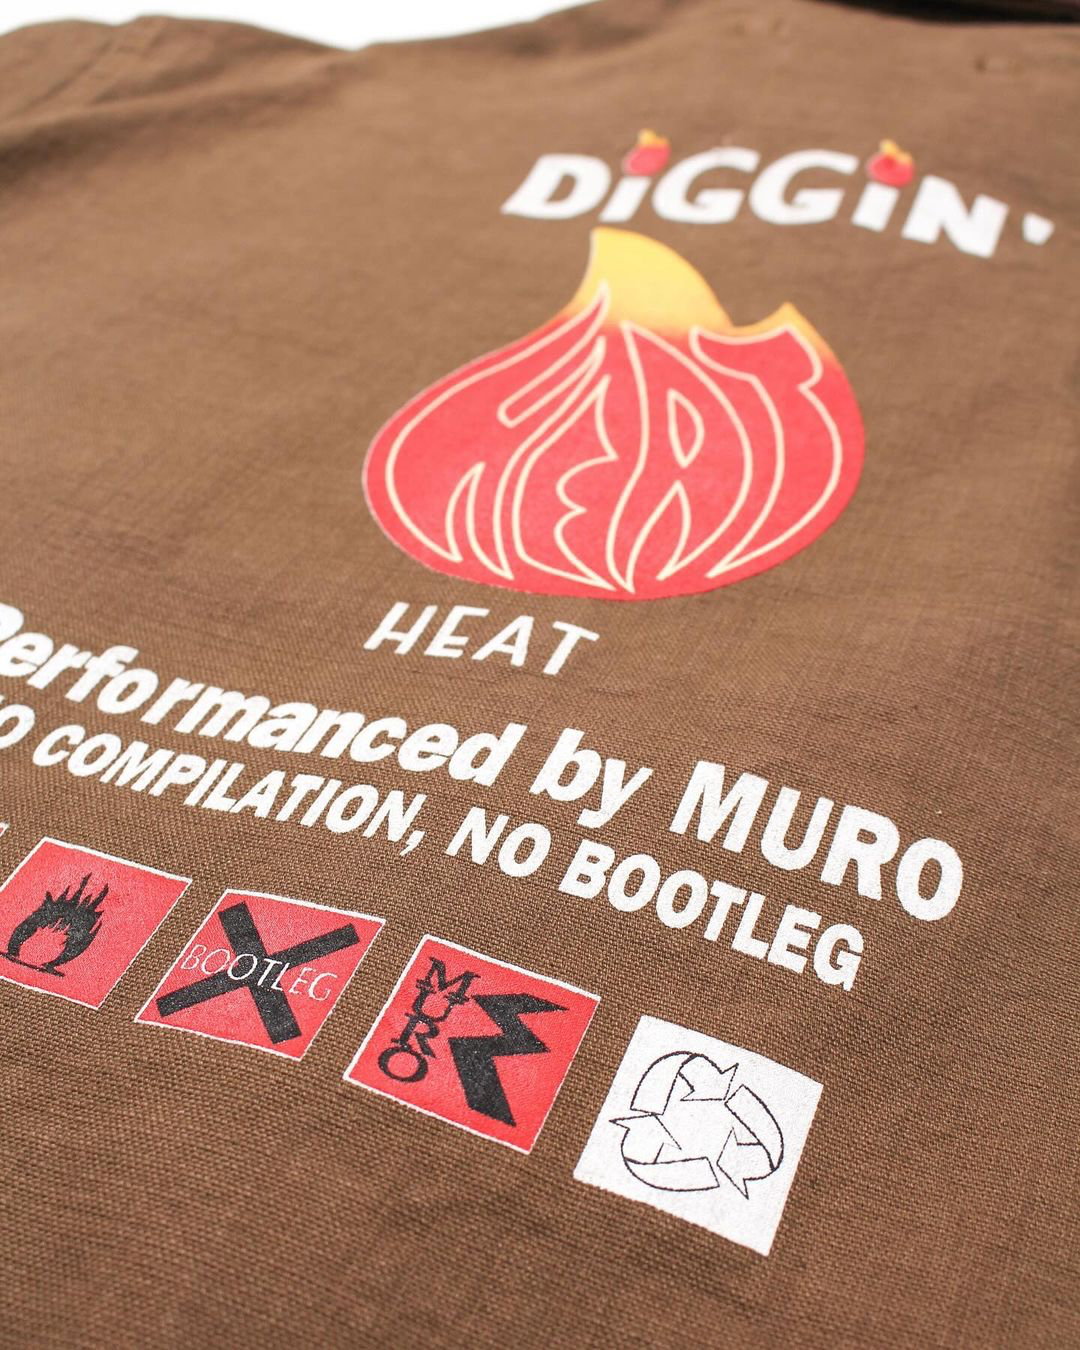 DiGGiN'
HEAT
HEAT
Performanced by MURO
NO COMPILATION, NO BOOTLEG
BOOTLEG
MURO